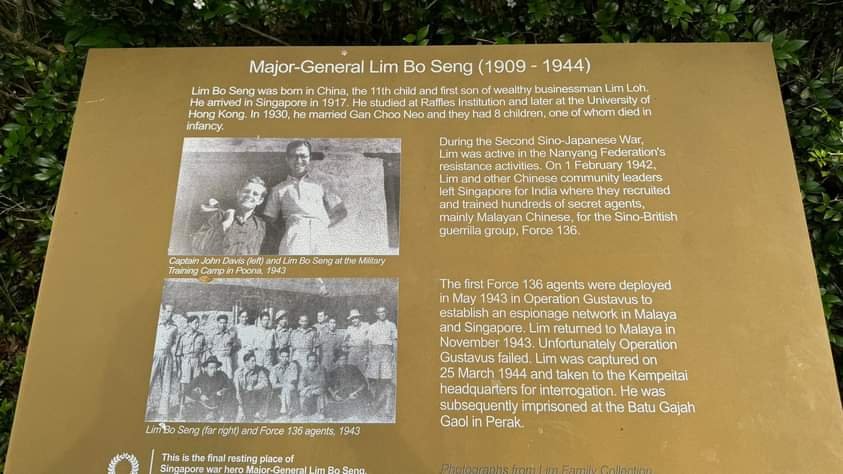 Major-General Lim Bo Seng (1909 - 1944)
Lim Bo Seng was born in China, the 11th child and first son of wealthy businessman Lim Loh.
He arrived in Singapore in 1917. He studied at Raffles Institution and later at the University of
Hong Kong. In 1930, he married Gan Choo Neo and they had 8 children, one of whom died in
infancy.
During the Second Sino-Japanese War,
Lim was active in the Nanyang Federation's
resistance activities. On 1 February 1942,
Lim and other Chinese community leaders
left Singapore for India where they recruited
and trained hundreds of secret agents,
mainly Malayan Chinese, for the Sino-British
guerrilla group, Force 136.
Captain John Davis (left) and Lim Bo Seng at the Military
Training Camp in Poona, 1943
The first Force 136 agents were deployed
in May 1943 in Operation Gustavus to
establish an espionage network in Malaya
and Singapore. Lim returned to Malaya in
November 1943. Unfortunately Operation
Gustavus failed. Lim was captured on
25 March 1944 and taken to the Kempeitai
headquarters for interrogation. He was
subsequently imprisoned at the Batu Gajah
Gaol in Perak.
Lim Bo Seng (far right) and Force 136 agents, 1943
This is the final resting place of
Singapore war hero Major-General Lim Bo Seng.
Photographs from Lim Family Collection